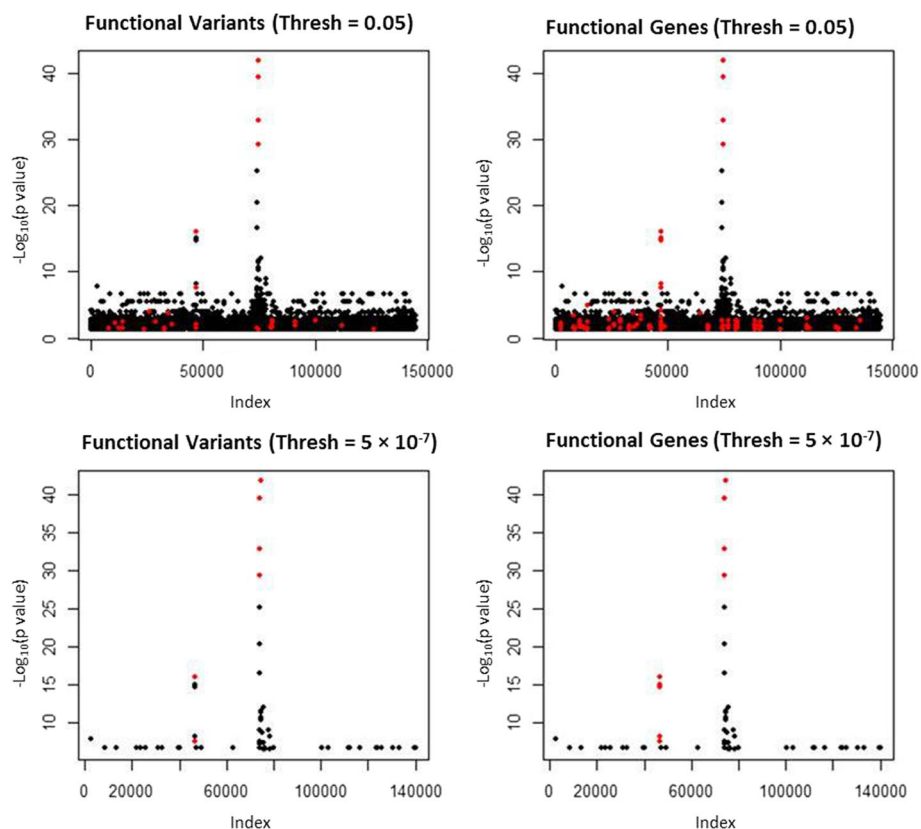 Functional Variants (Thresh = 0.05)
-Log₁₀(p value)
40
30
20
10
0
0 50000 100000 150000
Index
Functional Genes (Thresh = 0.05)
-Log₁₀(p value)
40
30
20
10
0
0 50000 100000 150000
Index
Functional Variants (Thresh = 5 × 10⁻⁷)
-Log₁₀(p value)
40
35
30
25
20
15
10
0 20000 60000 100000 140000
Index
Functional Genes (Thresh = 5 × 10⁻⁷)
-Log₁₀(p value)
40
35
30
25
20
15
10
0 20000 60000 100000 140000
Index